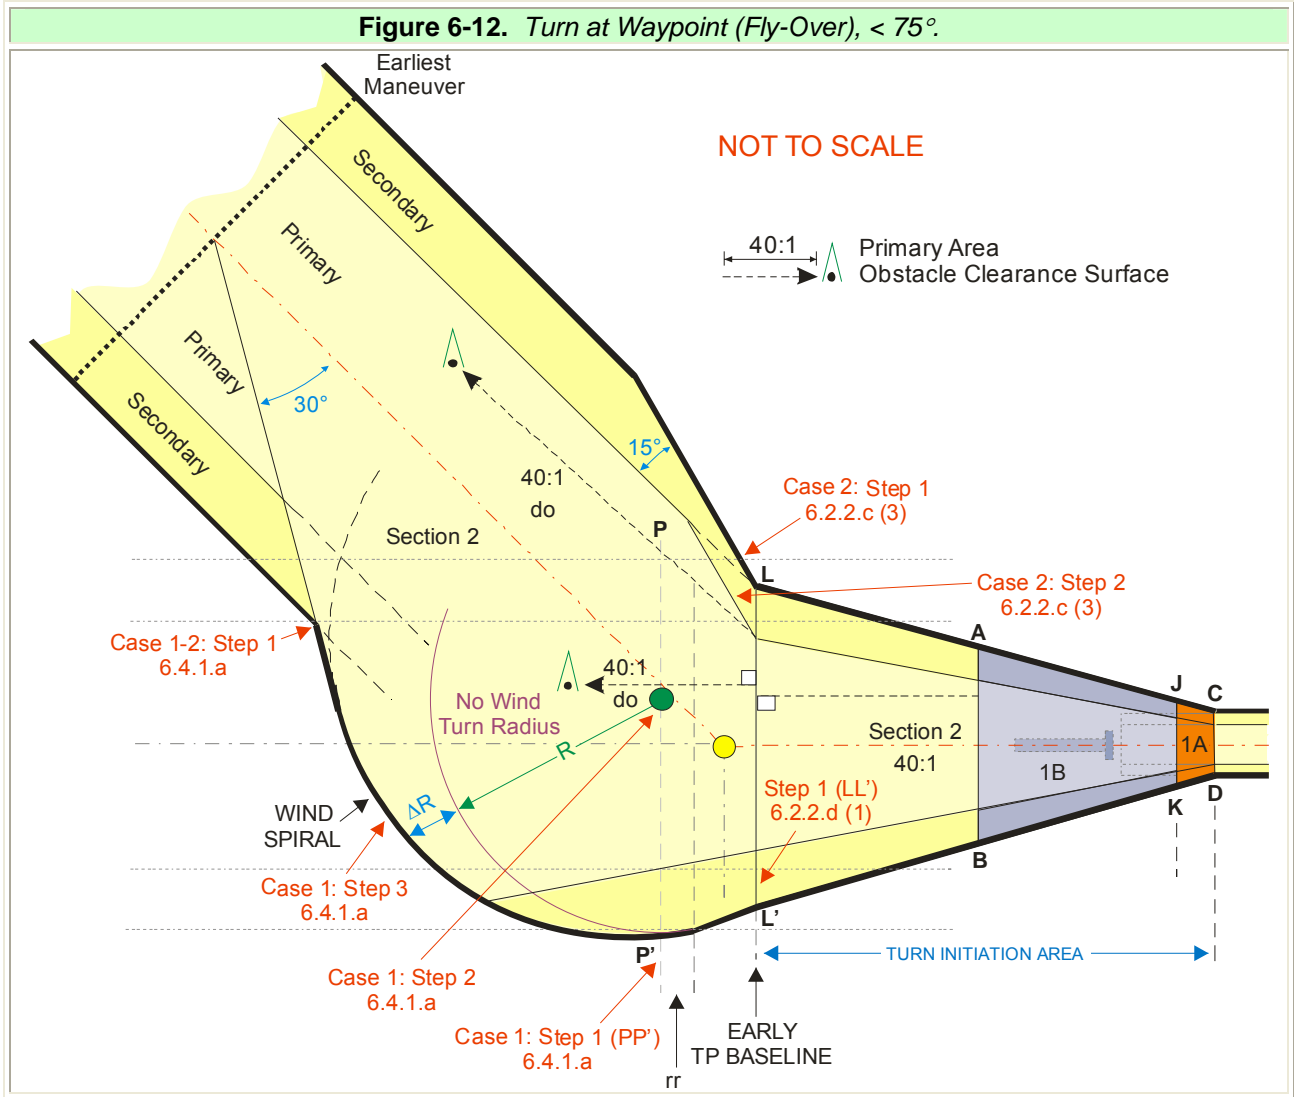 Figure 6-12. Turn at Waypoint (Fly-Over), < 75°.
Earliest
Maneuver
NOT TO SCALE
40:1
Primary Area
Obstacle Clearance Surface
Secondary
Primary
Primary
Secondary
30°
15°
40:1
do
Section 2
P
Case 2: Step 1
6.2.2.c (3)
L
Case 2: Step 2
6.2.2.c (3)
A
Case 1-2: Step 1
6.4.1.a
40:1
do
No Wind
Turn Radius
R
J
C
Section 2
40:1
1B
1A
Step 1 (LL’)
6.2.2.d (1)
K
D
ΔR
WIND
SPIRAL
B
Case 1: Step 3
6.4.1.a
L’
P’
TURN INITIATION AREA
Case 1: Step 2
6.4.1.a
Case 1: Step 1 (PP’)
6.4.1.a
EARLY
TP BASELINE
rr